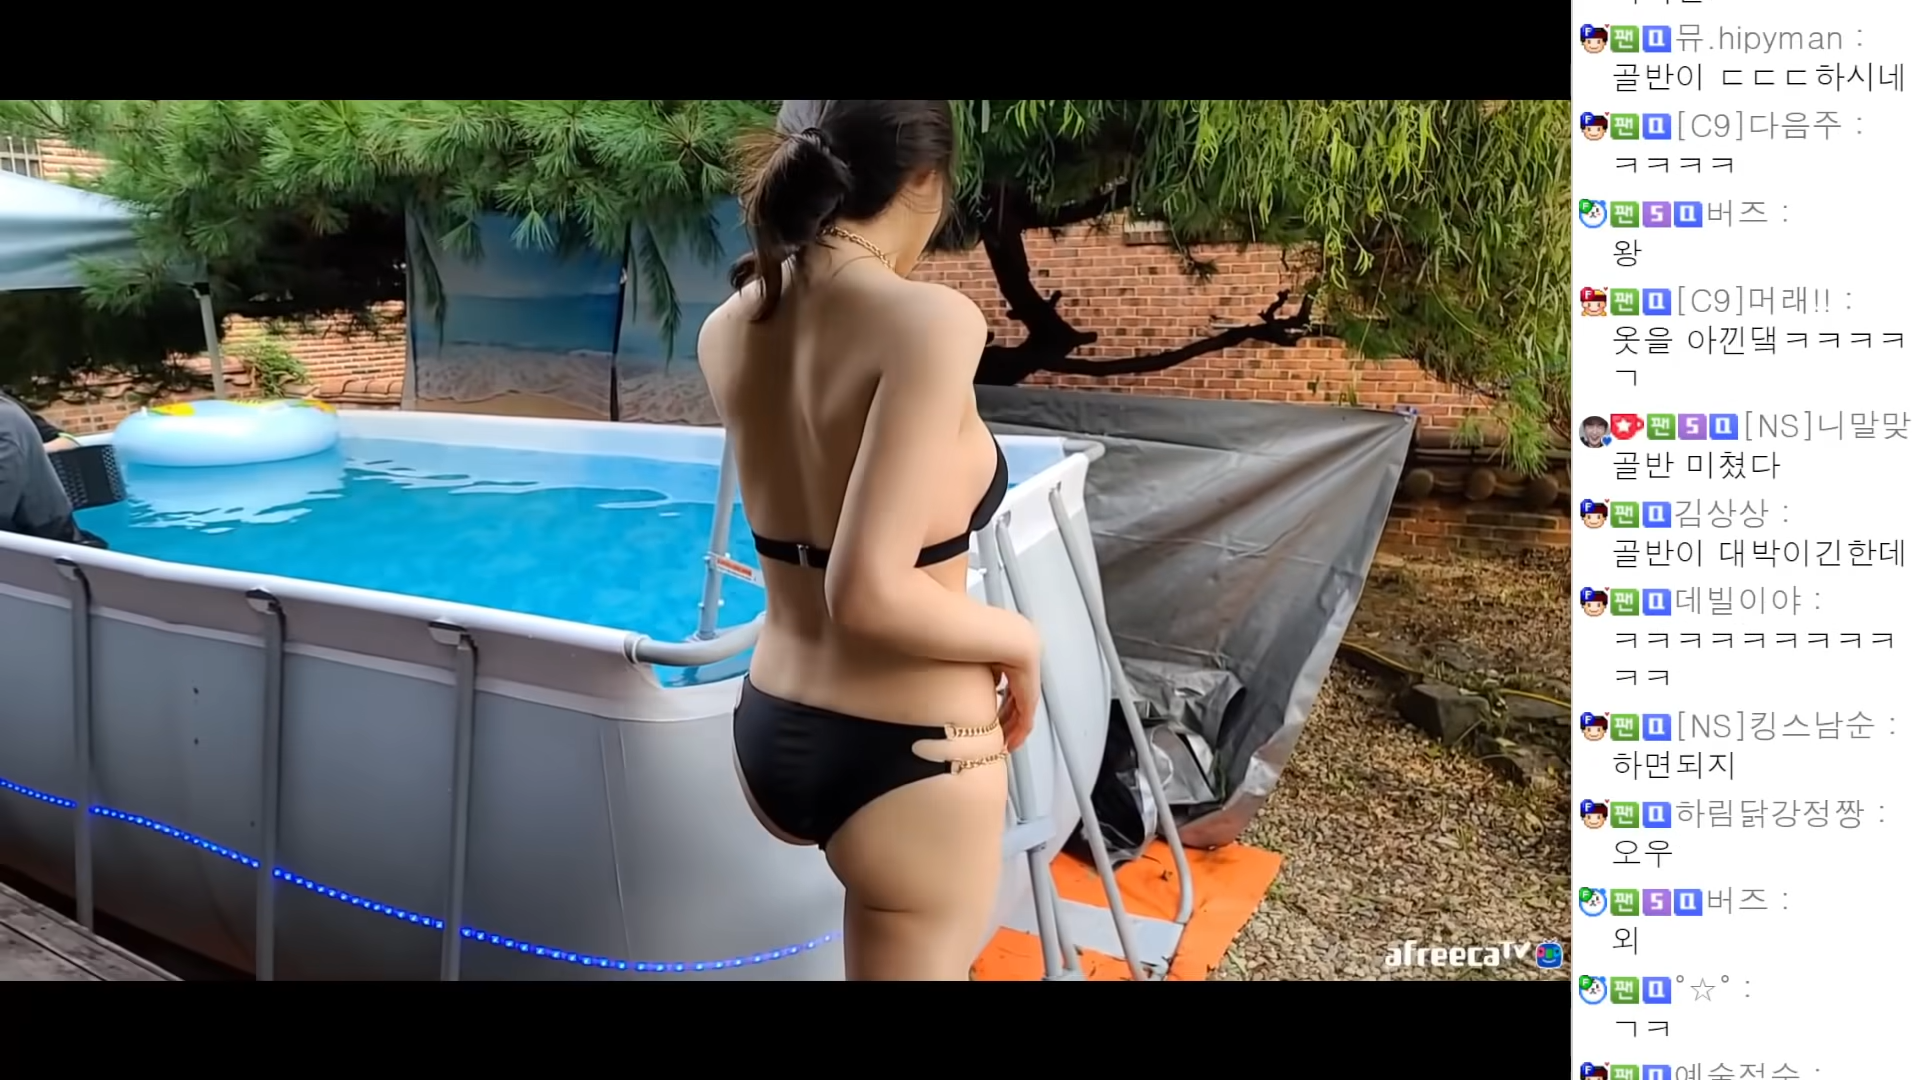 뮤.hipyman :
골반이 ㄷㄷㄷ하시네
[C9]다음주 :
ㅋㅋㅋㅋ
버즈 :
왕
[C9]머래!! :
옷을 아낀댘ㅋㅋㅋㅋ
ㄱ
[NS]니말맞
골반 미쳤다
김상상 :
골반이 대박이긴한데
데빌이야 :
ㅋㅋㅋㅋㅋㅋㅋㅋㅋ
ㅋㅋ
[NS]킹스남순 :
하면되지
하림닭강정짱 :
오우
버즈 :
외
°☆° :
ㄱㅋ
afreecaTV